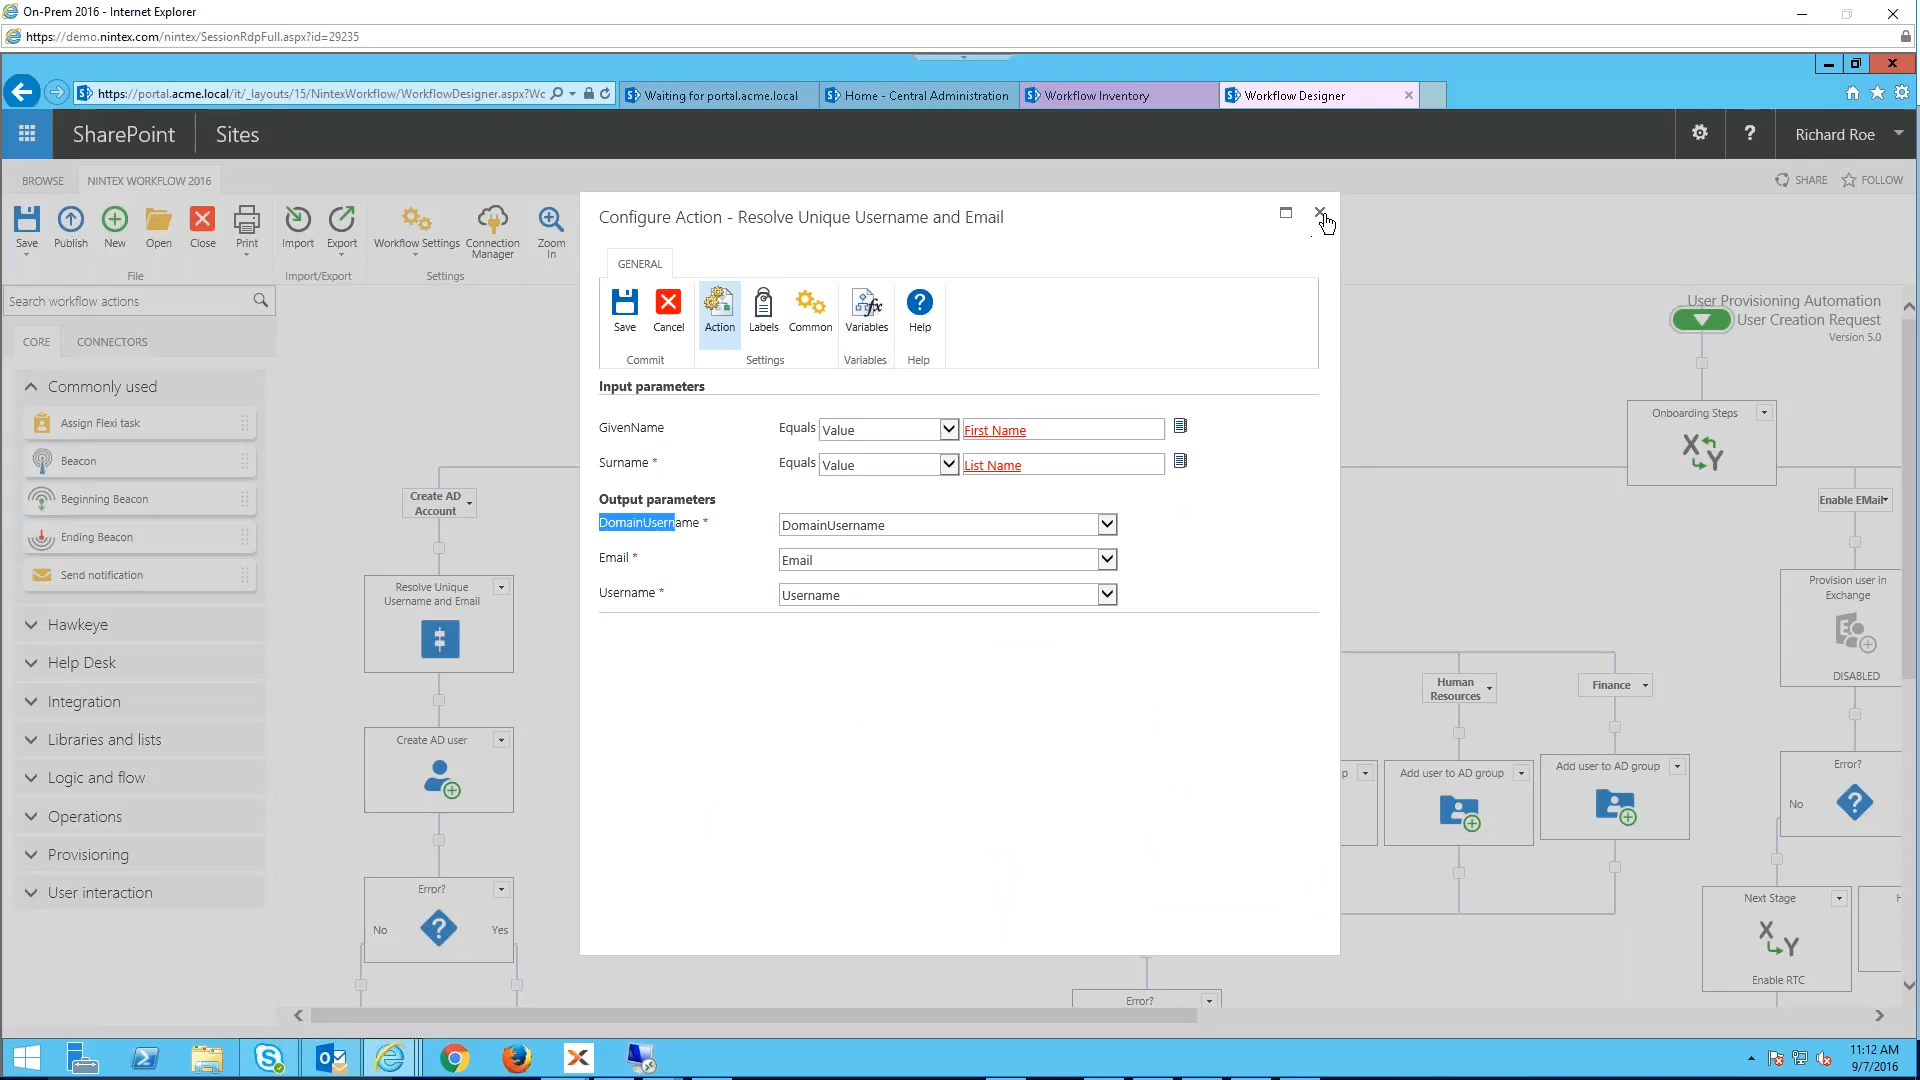 On-Prem 2016 - Internet Explorer
https://demo.nintex.com/nintex/SessionRdpFull.aspx?id=29235
https://portal.acme.local/it/_layouts/15/NintexWorkflow/WorkflowDesigner.aspx?Wc
Waiting for portal.acme.local
Home - Central Administration
Workflow Inventory
Workflow Designer
SharePoint
Sites
Richard Roe
BROWSE
NINTEX WORKFLOW 2016
SHARE
FOLLOW
Save
Publish
New
Open
Close
Print
Import
Export
Workflow Settings
Connection
Manager
Zoom
In
File
Import/Export
Settings
Search workflow actions
CORE
CONNECTORS
Commonly used
Assign Flexi task
Beacon
Beginning Beacon
Ending Beacon
Send notification
Hawkeye
Help Desk
Integration
Libraries and lists
Logic and flow
Operations
Provisioning
User interaction
Create AD
Account
Resolve Unique
Username and Email
Create AD user
Error?
No
Yes
Configure Action - Resolve Unique Username and Email
GENERAL
Save
Cancel
Action
Labels
Common
Variables
Help
Commit
Settings
Variables
Help
Input parameters
GivenName
Equals
Value
First Name
Surname *
Equals
Value
List Name
Output parameters
DomainUsername *
DomainUsername
Email *
Email
Username *
Username
User Provisioning Automation
User Creation Request
Version 5.0
Onboarding Steps
Enable EMail
Provision user in
Exchange
DISABLED
Human
Resources
Finance
p
Add user to AD group
Add user to AD group
Error?
No
Next Stage
Enable RTC
Error?
11:12 AM
9/7/2016